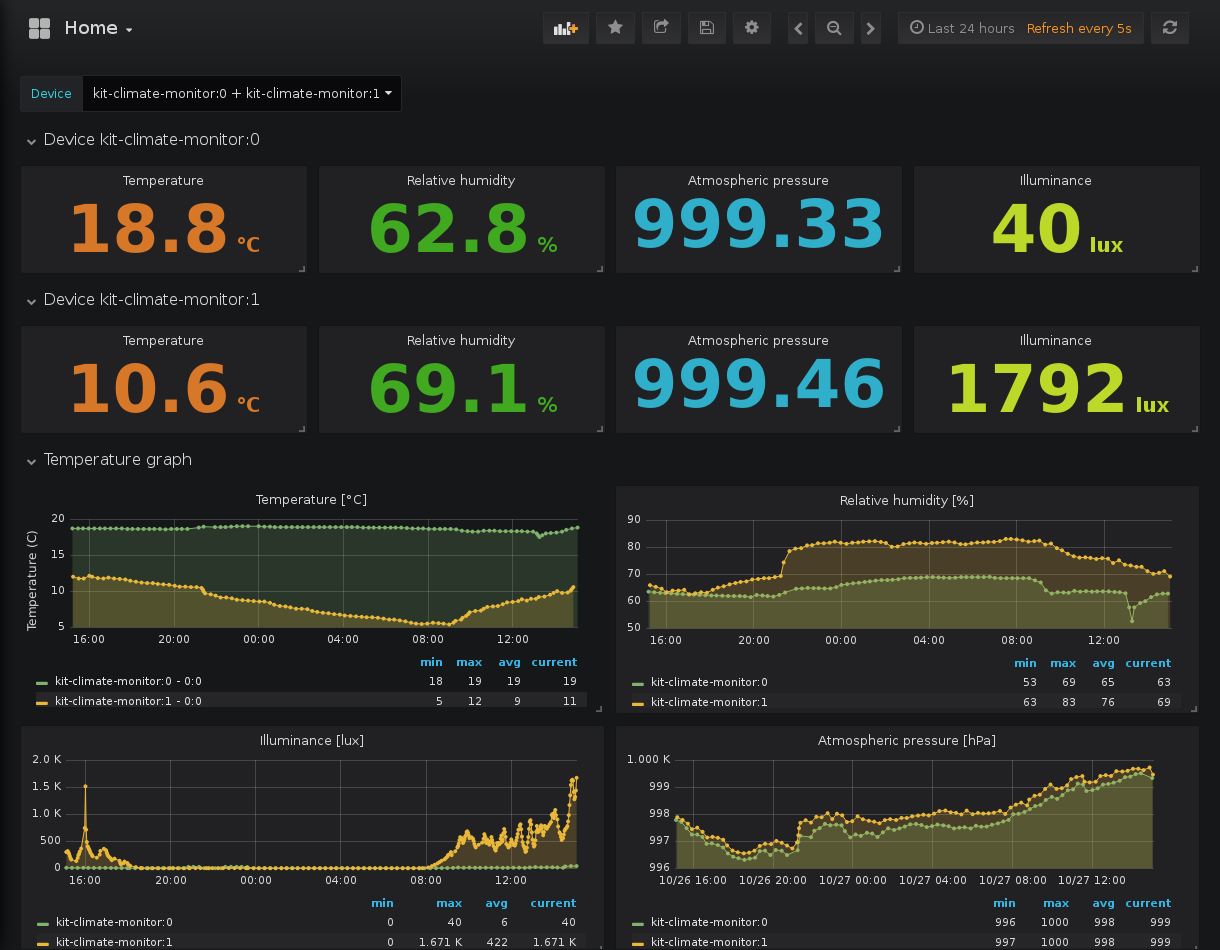 Home
Last 24 hours Refresh every 5s
Device kit-climate-monitor:0 + kit-climate-monitor:1
Device kit-climate-monitor:0
Temperature Relative humidity Atmospheric pressure Illuminance
18.8 °C 62.8 % 999.33 40 lux
Device kit-climate-monitor:1
Temperature Relative humidity Atmospheric pressure Illuminance
10.6 °C 69.1 % 999.46 1792 lux
Temperature graph
Temperature [°C]
Temperature (C)
20
15
10
5
16:00 20:00 00:00 04:00 08:00 12:00
min max avg current
kit-climate-monitor:0 - 0:0 18 19 19 19
kit-climate-monitor:1 - 0:0 5 12 9 11
Relative humidity [%]
90
80
70
60
50
16:00 20:00 00:00 04:00 08:00 12:00
min max avg current
kit-climate-monitor:0 53 69 65 63
kit-climate-monitor:1 63 83 76 69
Illuminance [lux]
2.0 K
1.5 K
1.0 K
500
0
16:00 20:00 00:00 04:00 08:00 12:00
min max avg current
kit-climate-monitor:0 0 40 6 40
kit-climate-monitor:1 0 1.671 K 422 1.671 K
Atmospheric pressure [hPa]
1.000 K
999
998
997
996
10/26 16:00 10/26 20:00 10/27 00:00 10/27 04:00 10/27 08:00 10/27 12:00
min max avg current
kit-climate-monitor:0 996 1000 998 999
kit-climate-monitor:1 997 1000 998 999